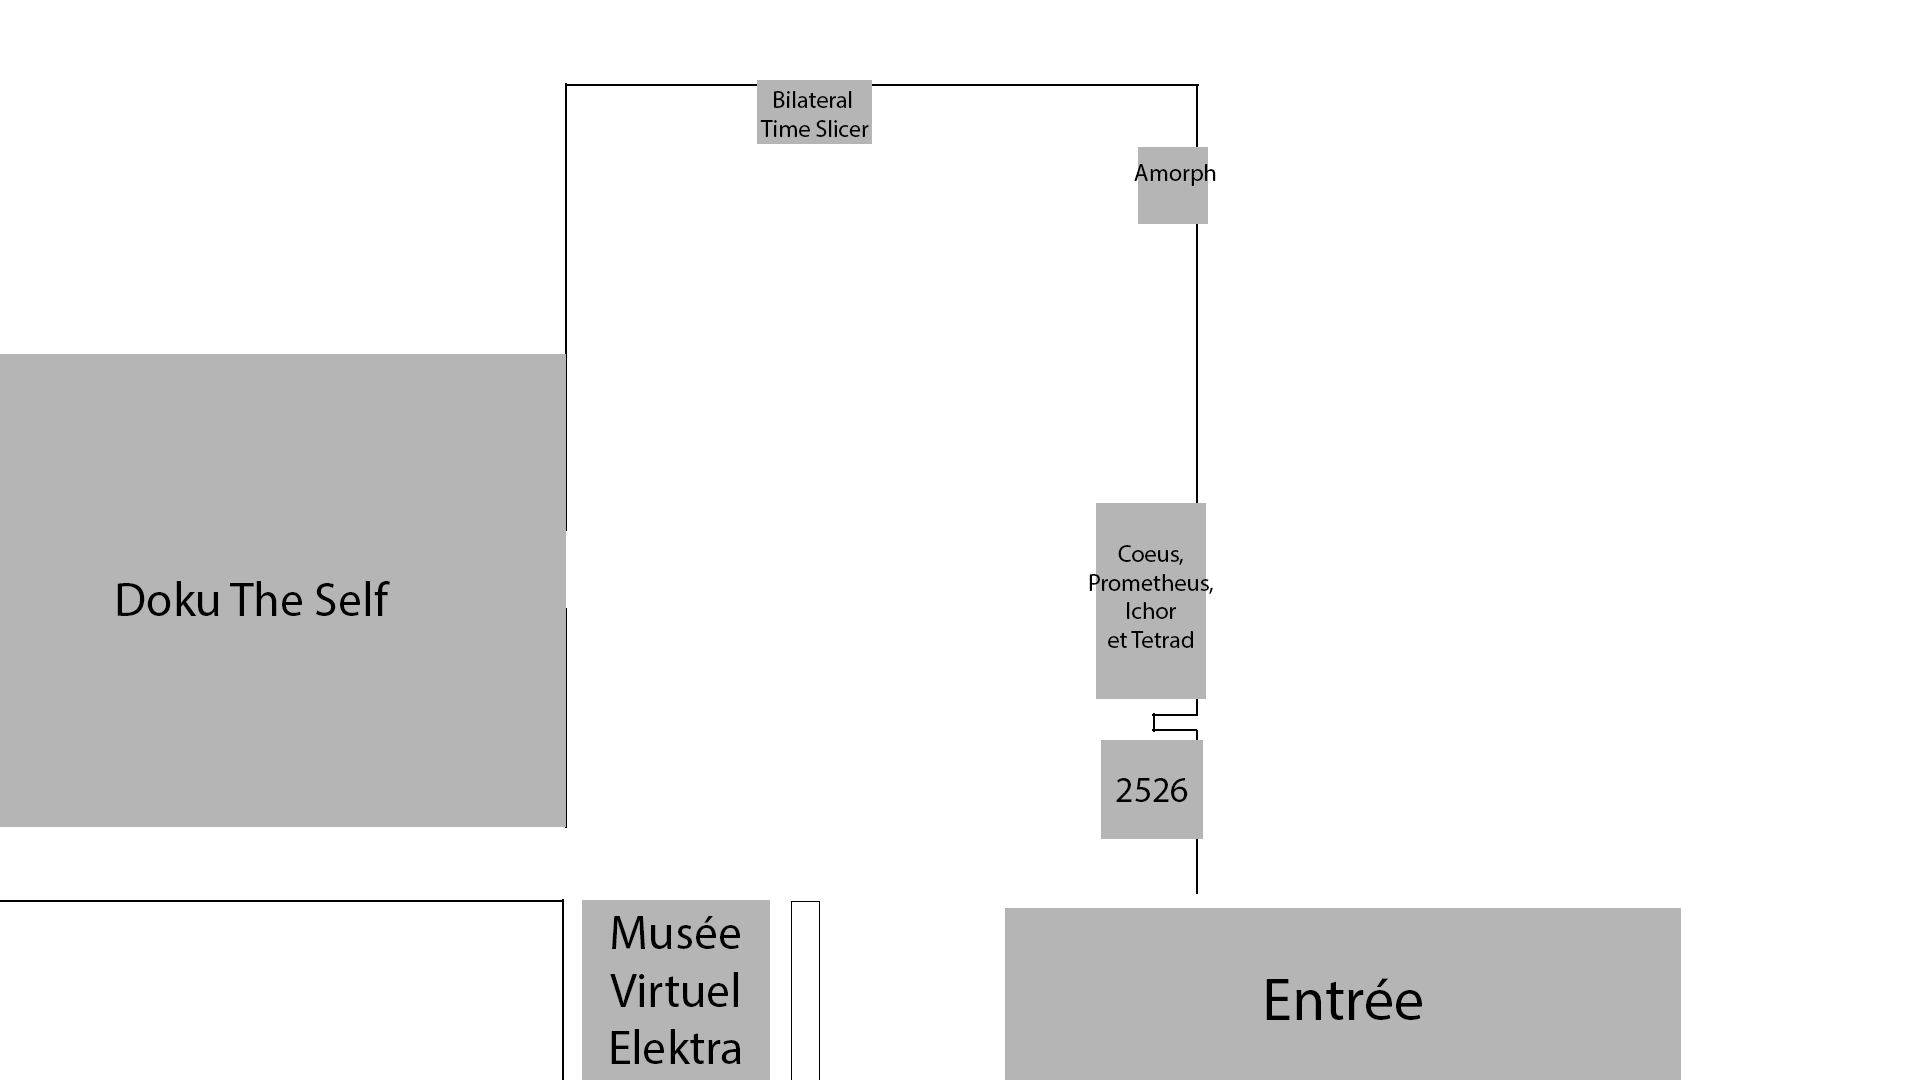 Bilateral
Time Slicer
Amorph
Coeus,
Prometheus,
Ichor
et Tetrad
Doku The Self
2526
Musée
Virtuel
Elektra
Entrée